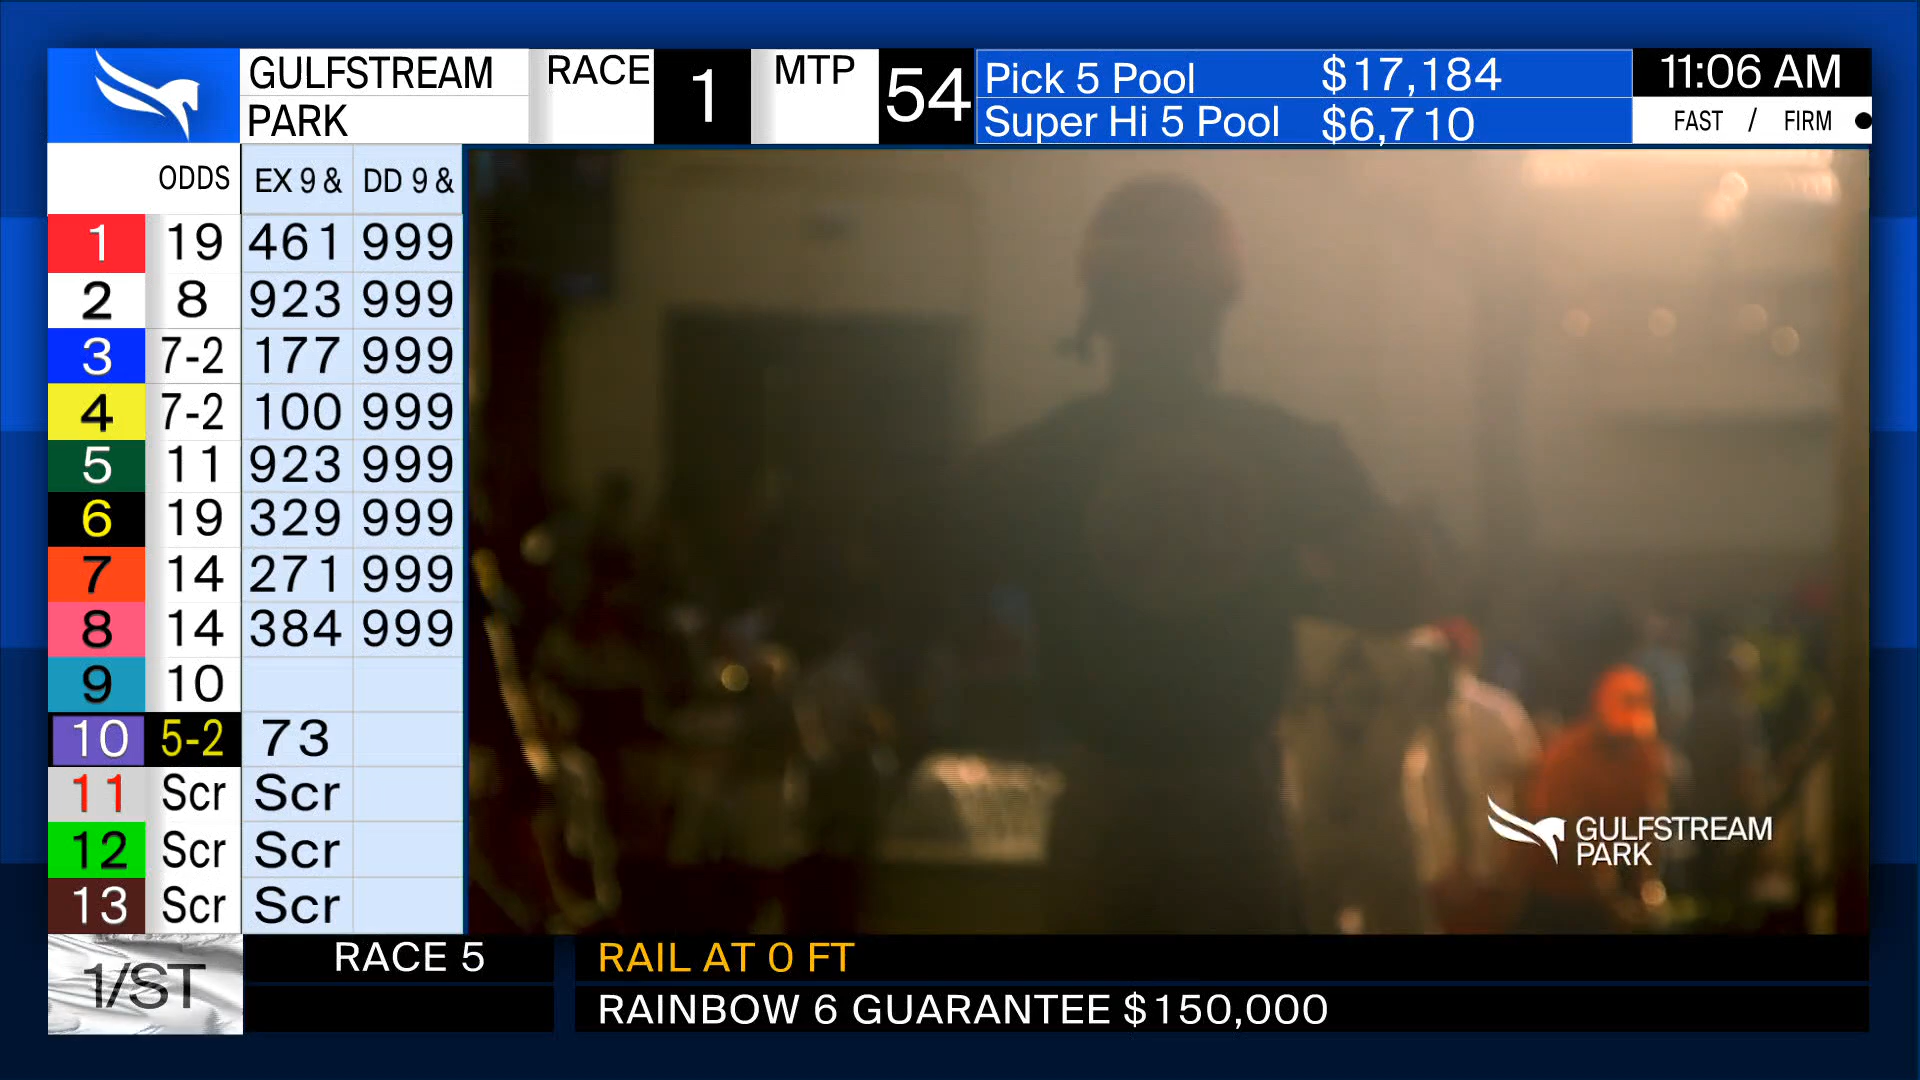 GULFSTREAM PARK RACE 1 MTP 54
Pick 5 Pool $17,184
Super Hi 5 Pool $6,710
11:06 AM
FAST / FIRM
ODDS EX 9 & DD 9 &
1 19 461 999
2 8 923 999
3 7-2 177 999
4 7-2 100 999
5 11 923 999
6 19 329 999
7 14 271 999
8 14 384 999
9 10
10 5-2 73
11 Scr Scr
12 Scr Scr
13 Scr Scr
GULFSTREAM
PARK
1/ST
RACE 5
RAIL AT 0 FT
RAINBOW 6 GUARANTEE $150,000